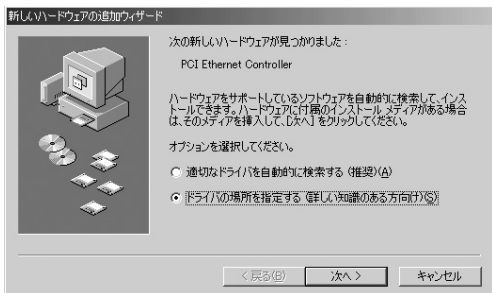 新しいハードウェアの追加ウィザード
次の新しいハードウェアが見つかりました :
PCI Ethernet Controller
ハードウェアをサポートしているソフトウェアを自動的に検索して、インス
トールできます。ハードウェアに付属のインストール メディアがある場合
は、そのメディアを挿入して、[次へ] をクリックしてください。
オプションを選択してください。
適切なドライバを自動的に検索する (推奨)(A)
ドライバの場所を指定する (詳しい知識のある方向け)(S)
< 戻る(B)
次へ >
キャンセル